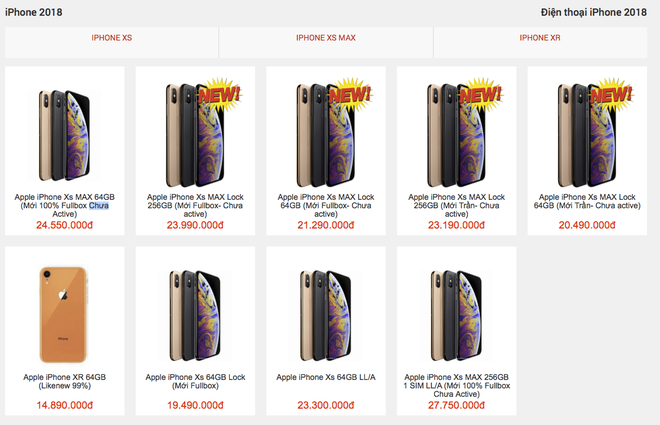 iPhone 2018
Điện thoại iPhone 2018
IPHONE XS
IPHONE XS MAX
IPHONE XR
Apple iPhone Xs MAX 64GB
(Mới 100% Fullbox Chưa
Active)
24.550.000đ
NEW!
Apple iPhone Xs MAX Lock
256GB (Mới Fullbox- Chưa
active)
23.990.000đ
NEW!
Apple iPhone Xs MAX Lock
64GB (Mới Fullbox- Chưa
active)
21.290.000đ
NEW!
Apple iPhone Xs MAX Lock
256GB (Mới Trần- Chưa
active)
23.190.000đ
NEW!
Apple iPhone Xs MAX Lock
64GB (Mới Trần- Chưa active)
20.490.000đ
iPhone
Apple iPhone XR 64GB
(Likenew 99%)
14.890.000đ
Apple iPhone Xs 64GB Lock
(Mới Fullbox)
19.490.000đ
Apple iPhone Xs 64GB LL/A
23.300.000đ
Apple iPhone Xs MAX 256GB
1 SIM LL/A (Mới 100% Fullbox
Chưa Active)
27.750.000đ